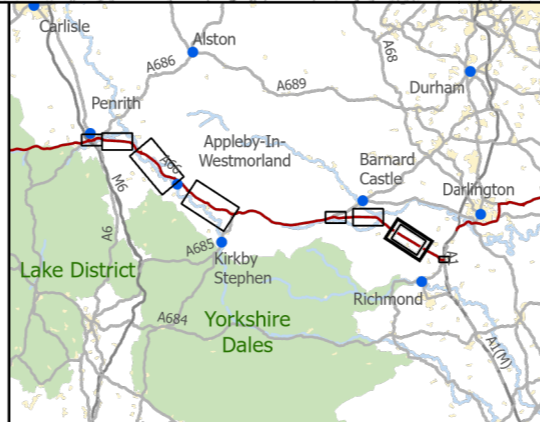 Carlisle
Alston
A686
A68
A689
Durham
Penrith
Appleby-In-
Westmorland
A66
Barnard
Castle
Darlington
M6
A6
A685
Kirkby
Stephen
Lake District
Richmond
A684
Yorkshire
Dales
A1(M)